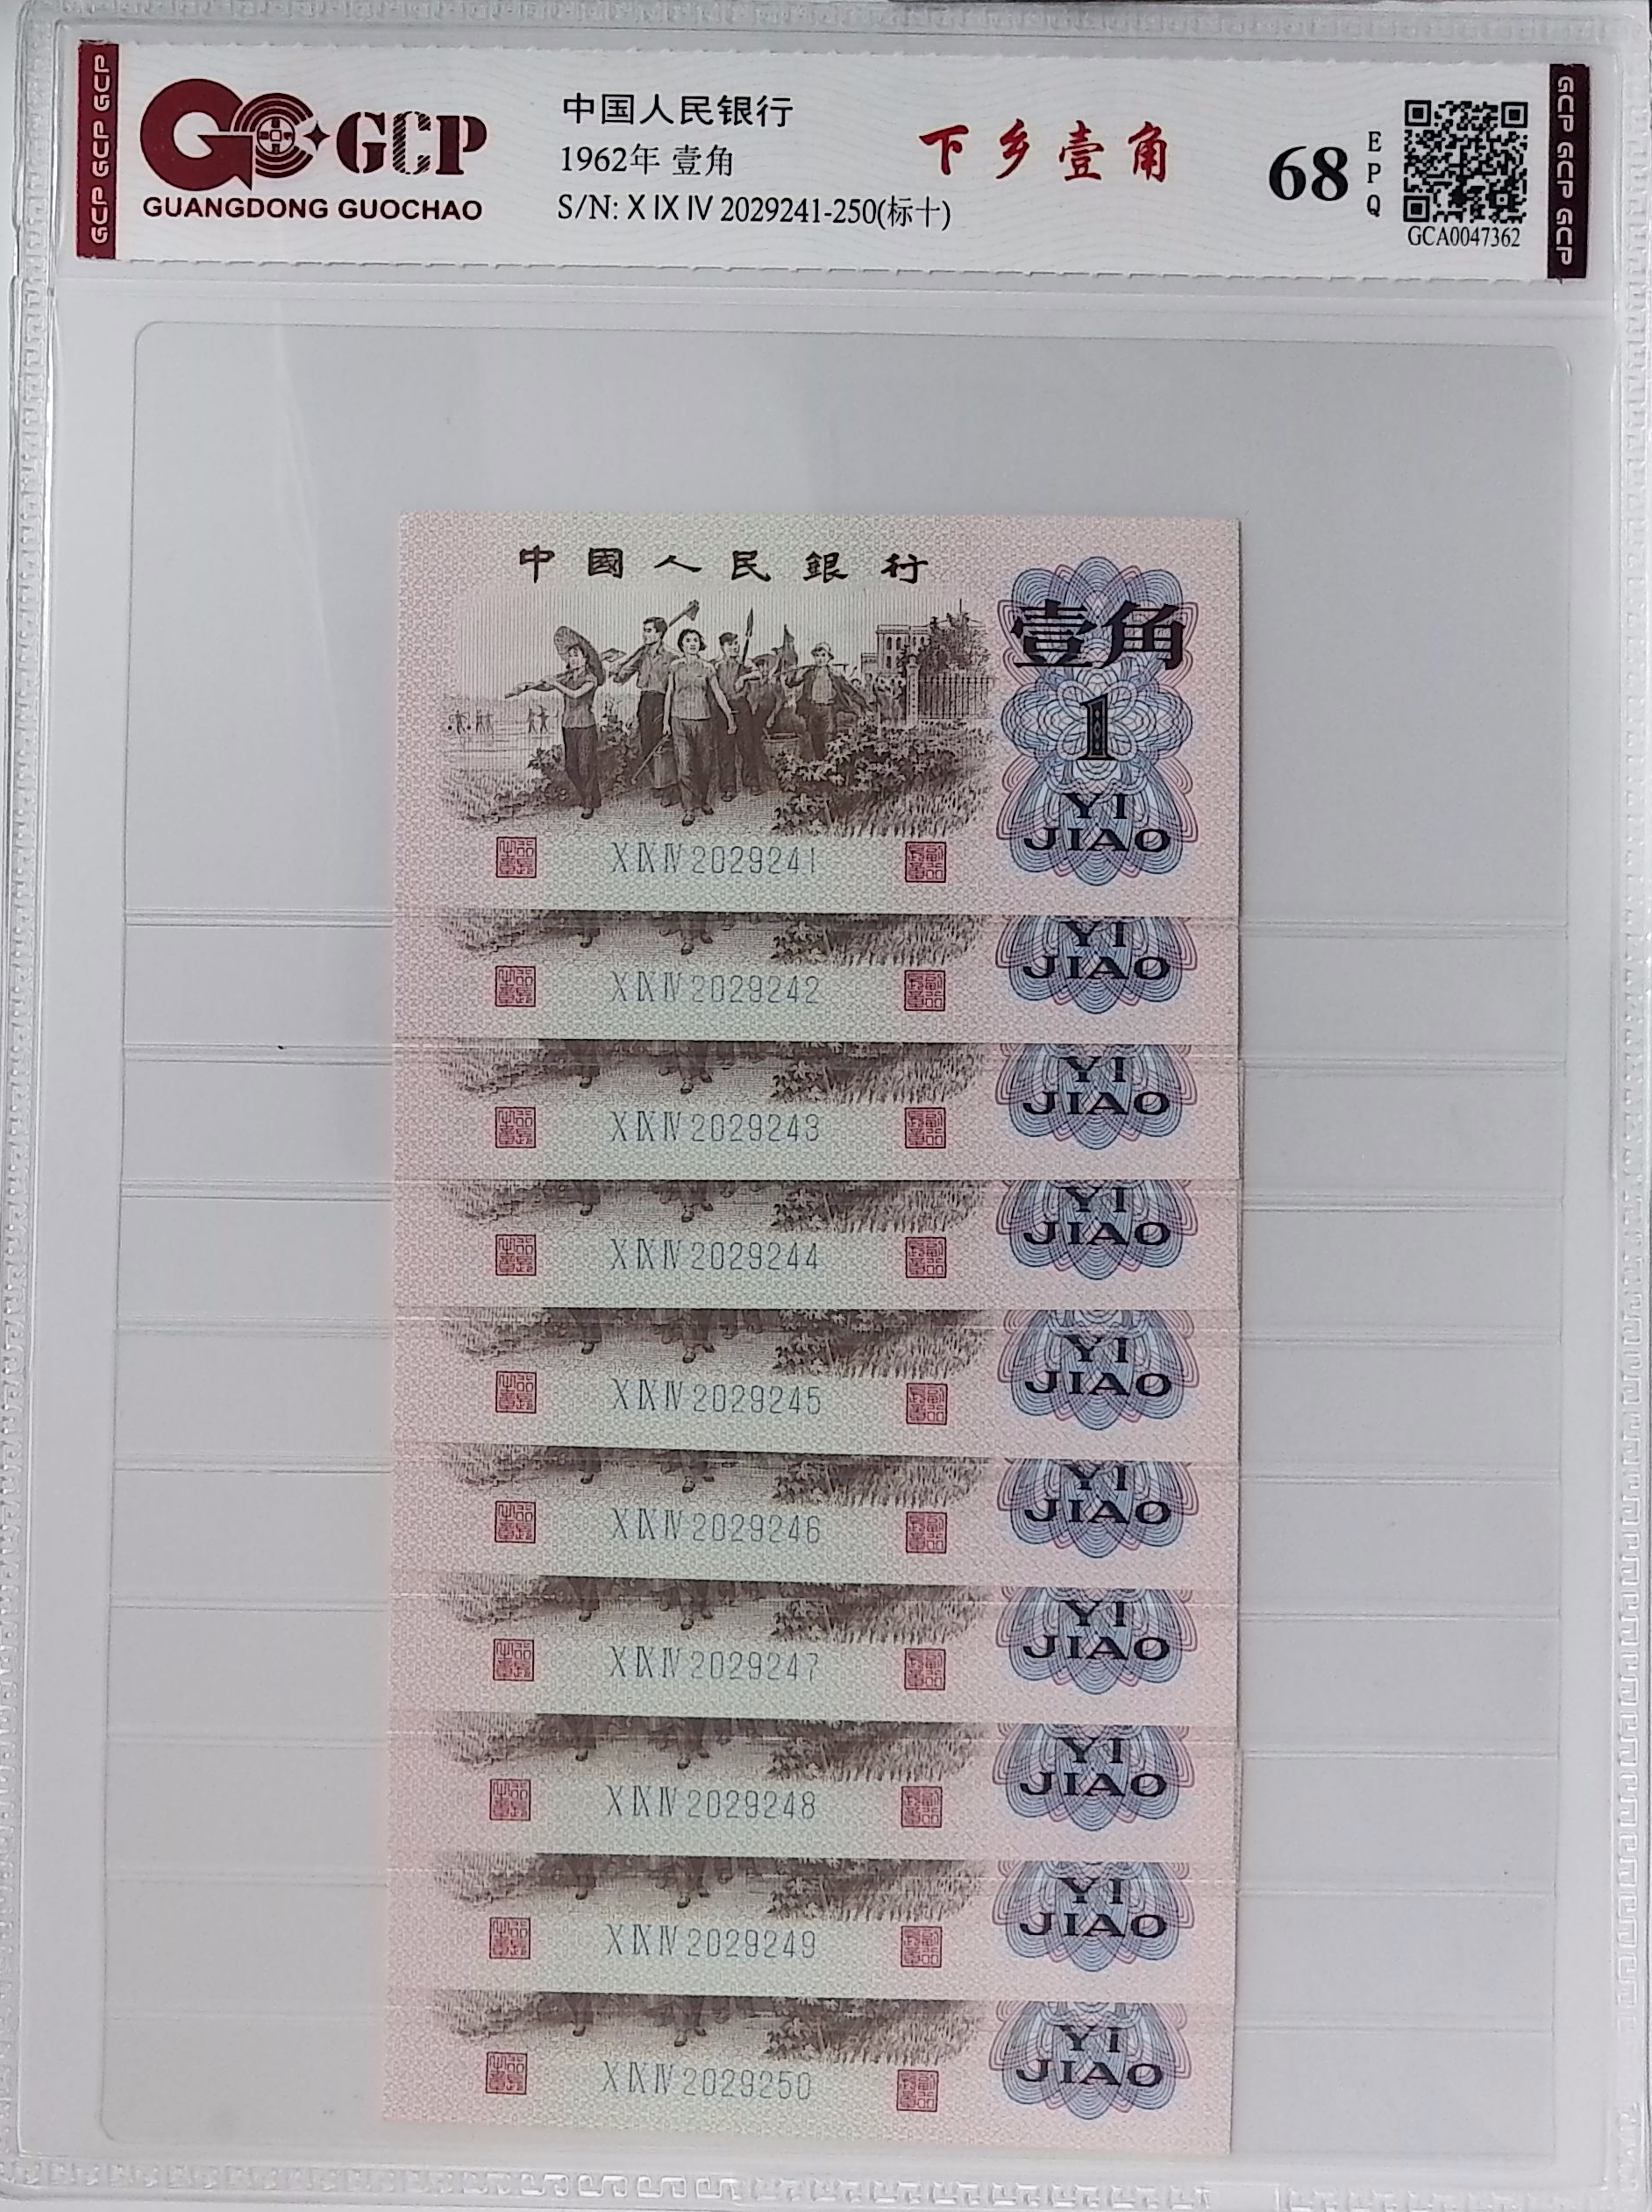 GCP GCP GCP
GCP
GUANGDONG GUOCHAO
中国人民银行
1962年 壹角
S/N: X IX IV 2029241-250(标十)
下乡壹角
68
EPQ
GCA0047362
GCP GCP GCP
中國人民銀行
壹角
1
YI
JIAO
X IX IV 2029241
YI
JIAO
X IX IV 2029242
YI
JIAO
X IX IV 2029243
YI
JIAO
X IX IV 2029244
YI
JIAO
X IX IV 2029245
YI
JIAO
X IX IV 2029246
YI
JIAO
X IX IV 2029247
YI
JIAO
X IX IV 2029248
YI
JIAO
X IX IV 2029249
YI
JIAO
X IX IV 2029250